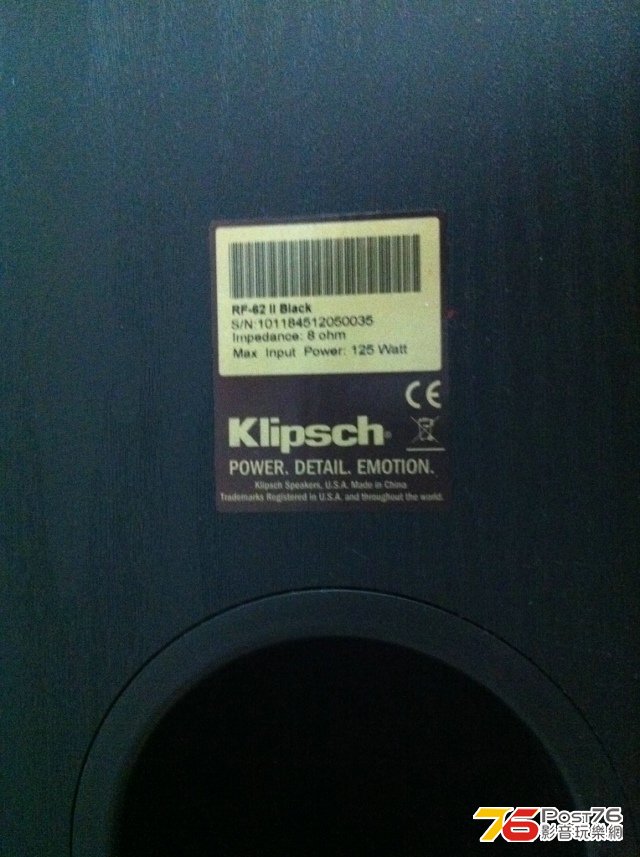 RF-62 II Black
S/N:101184512050035
Impedance: 8 ohm
Max Input Power: 125 Watt
CE
Klipsch®
POWER. DETAIL. EMOTION.
Klipsch Speakers, U.S.A. Made in China
Trademarks Registered in U.S.A. and throughout the world.
76 Post76
影音玩樂網